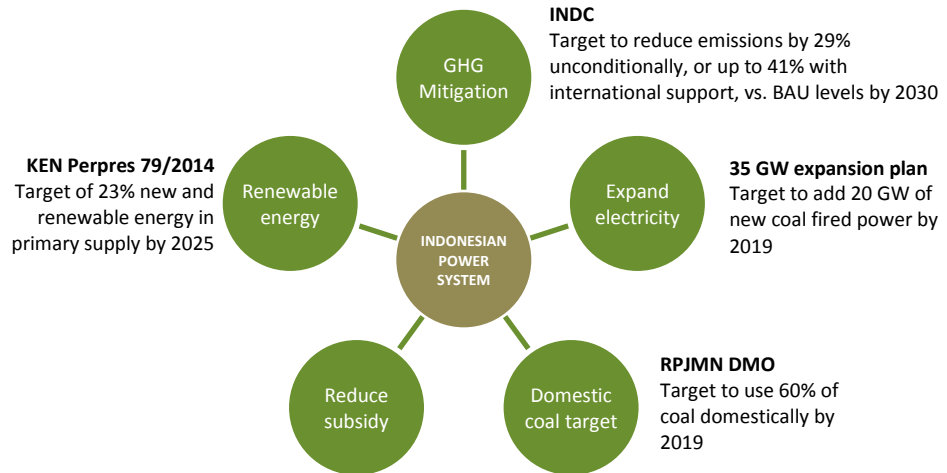 INDC
Target to reduce emissions by 29%
unconditionally, or up to 41% with
international support, vs. BAU levels by 2030
GHG
Mitigation
KEN Perpres 79/2014
Target of 23% new and
renewable energy in
primary supply by 2025
Renewable
energy
Expand
electricity
35 GW expansion plan
Target to add 20 GW of
new coal fired power by
2019
INDONESIAN
POWER
SYSTEM
Reduce
subsidy
Domestic
coal target
RPJMN DMO
Target to use 60% of
coal domestically by
2019